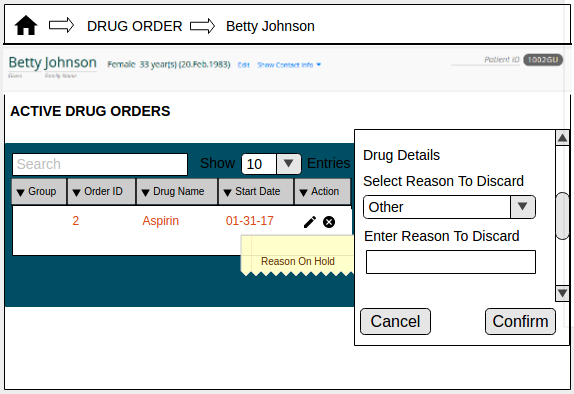 DRUG ORDER Betty Johnson
Betty Johnson Female 33 year(s) (20.Feb.1983) Edit Show Contact Info Patient ID 1002GU
Given Family Name
ACTIVE DRUG ORDERS
Search Show 10 Entries
Group Order ID Drug Name Start Date Action
2 Aspirin 01-31-17
Reason On Hold
Drug Details
Select Reason To Discard
Other
Enter Reason To Discard
Cancel Confirm